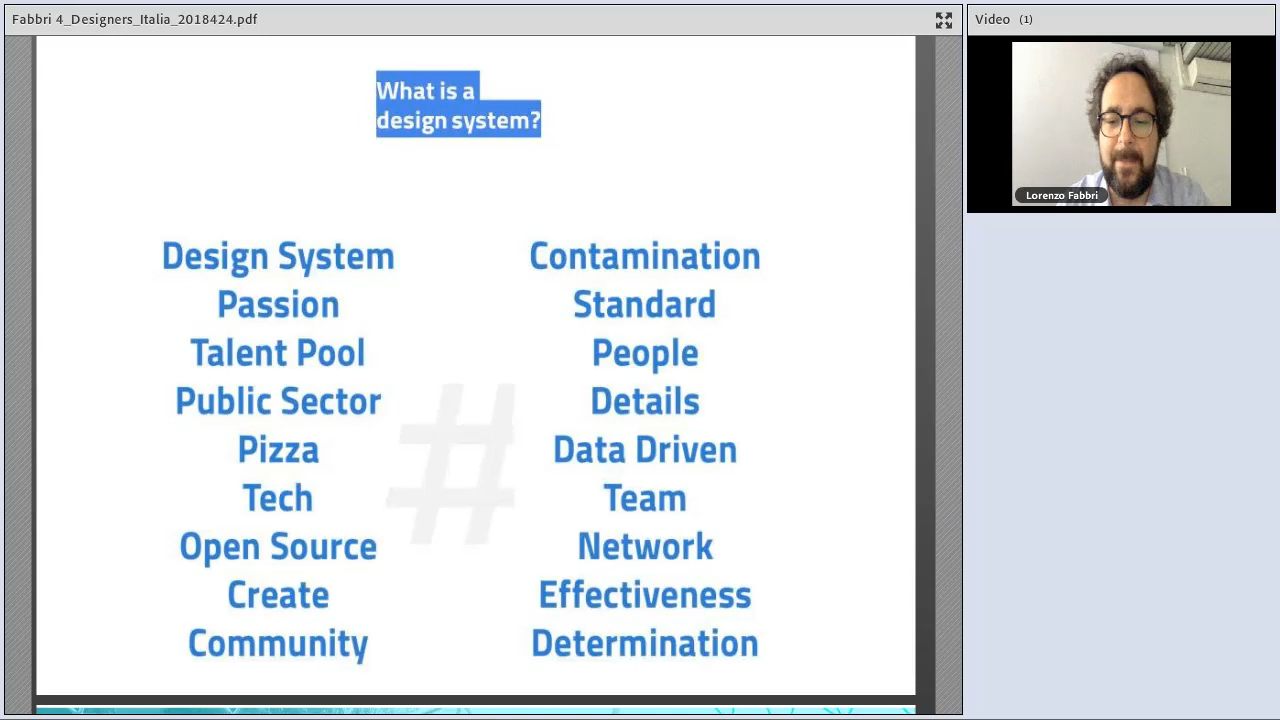 Fabbri 4_Designers_Italia_2018424.pdf
Video (1)
What is a
design system?
Lorenzo Fabbri
Design System
Passion
Talent Pool
Public Sector
Pizza
Tech
Open Source
Create
Community
#
Contamination
Standard
People
Details
Data Driven
Team
Network
Effectiveness
Determination